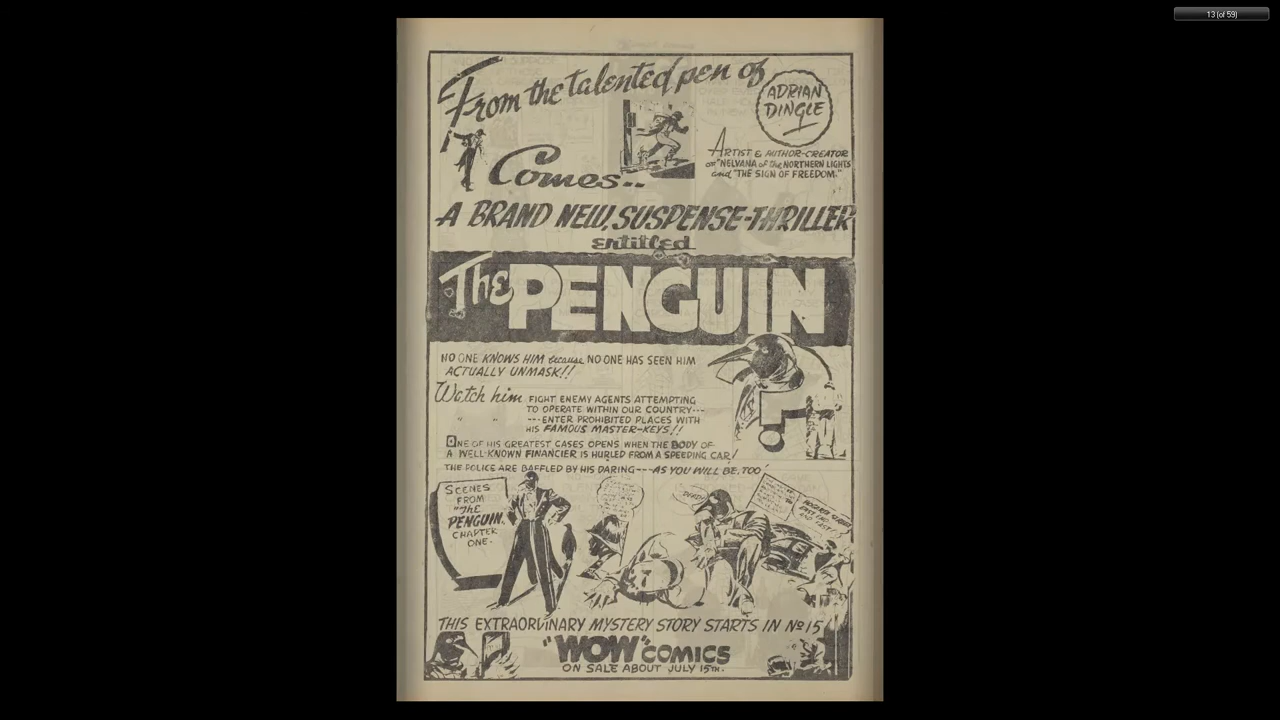 13 (of 59)
From the talented pen of
ADRIAN
DINGLE
ARTIST & AUTHOR-CREATOR
of "NELVANA of the NORTHERN LIGHTS
and "THE SIGN OF FREEDOM."
Comes..
A BRAND NEW, SUSPENSE-THRILLER
entitled
The PENGUIN
NO ONE KNOWS HIM because NO ONE HAS SEEN HIM
ACTUALLY UNMASK!!
Watch him FIGHT ENEMY AGENTS ATTEMPTING
TO OPERATE WITHIN OUR COUNTRY---
" " ---ENTER PROHIBITED PLACES WITH
HIS FAMOUS MASTER-KEYS!!
ONE OF HIS GREATEST CASES OPENS WHEN THE BODY OF
A WELL-KNOWN FINANCIER IS HURLED FROM A SPEEDING CAR!
THE POLICE ARE BAFFLED BY HIS DARING---AS YOU WILL BE, TOO!
SCENES
FROM
"The
PENGUIN,
CHAPTER
ONE.
DEATH
THIS EXTRAORDINARY MYSTERY STORY STARTS IN No 15
"WOW" COMICS
ON SALE ABOUT JULY 15TH.